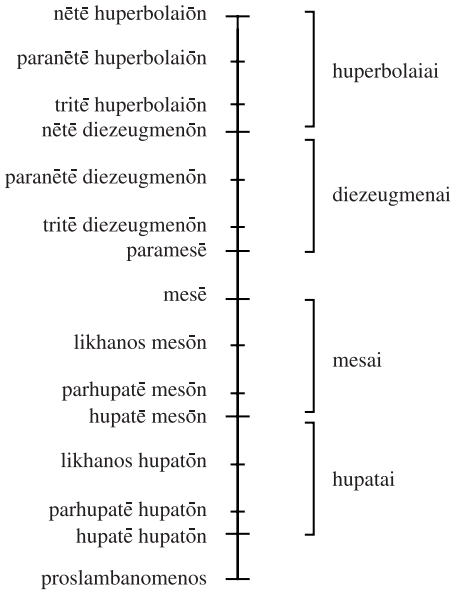 nētē huperbolaiōn
paranētē huperbolaiōn
huperbolaiai
tritē huperbolaiōn
nētē diezeugmenōn
paranētē diezeugmenōn
diezeugmenai
tritē diezeugmenōn
paramesē
mesē
likhanos mesōn
mesai
parhupatē mesōn
hupatē mesōn
likhanos hupatōn
hupatai
parhupatē hupatōn
hupatē hupatōn
proslambanomenos